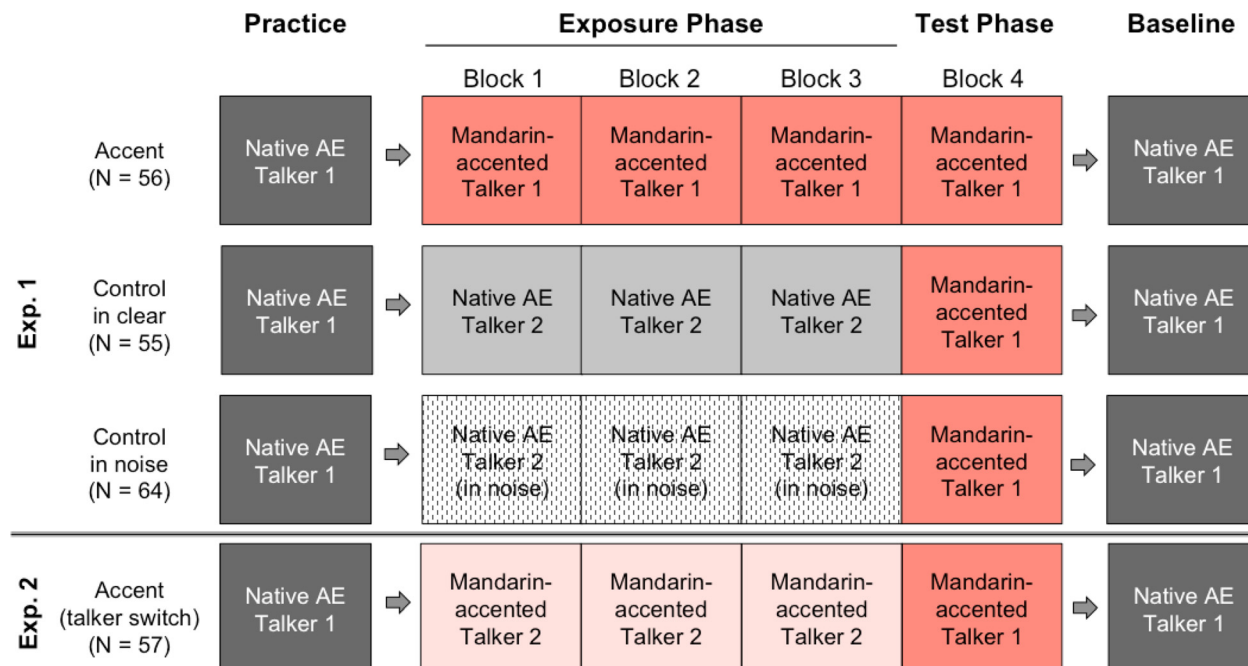 Practice
Exposure Phase
Test Phase
Baseline
Block 1
Block 2
Block 3
Block 4
Exp. 1
Accent
(N = 56)
Native AE
Talker 1
Mandarin-
accented
Talker 1
Mandarin-
accented
Talker 1
Mandarin-
accented
Talker 1
Mandarin-
accented
Talker 1
Native AE
Talker 1
Control
in clear
(N = 55)
Native AE
Talker 1
Native AE
Talker 2
Native AE
Talker 2
Native AE
Talker 2
Mandarin-
accented
Talker 1
Native AE
Talker 1
Control
in noise
(N = 64)
Native AE
Talker 1
Native AE
Talker 2
(in noise)
Native AE
Talker 2
(in noise)
Native AE
Talker 2
(in noise)
Mandarin-
accented
Talker 1
Native AE
Talker 1
Exp. 2
Accent
(talker switch)
(N = 57)
Native AE
Talker 1
Mandarin-
accented
Talker 2
Mandarin-
accented
Talker 2
Mandarin-
accented
Talker 2
Mandarin-
accented
Talker 1
Native AE
Talker 1